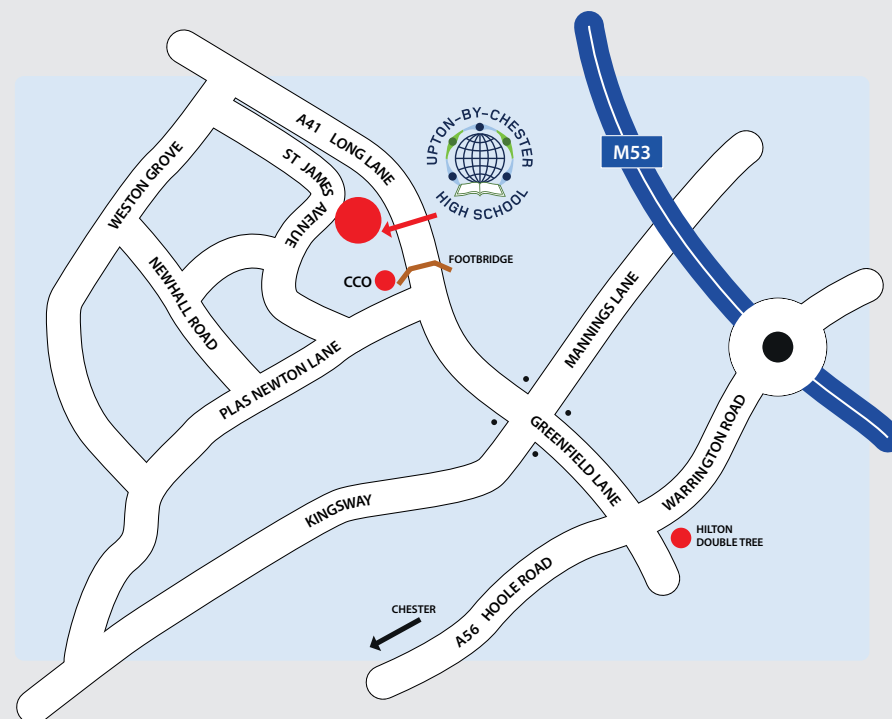 A41 LONG LANE
UPTON-BY-CHESTER
HIGH SCHOOL
M53
ST JAMES
AVENUE
WESTON GROVE
NEWHALL ROAD
CCO
FOOTBRIDGE
MANNINGS LANE
PLAS NEWTON LANE
GREENFIELD LANE
WARRINGTON ROAD
KINGSWAY
HILTON
DOUBLE TREE
A56 HOOLE ROAD
CHESTER